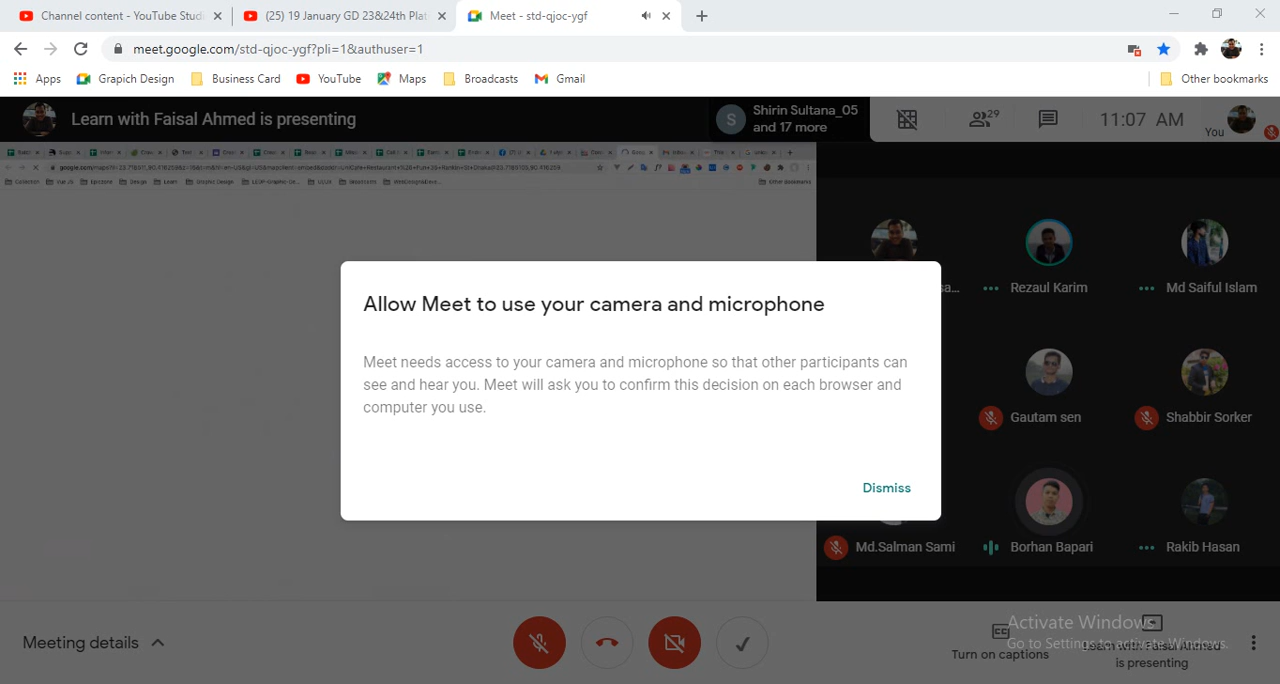 Channel content - YouTube Studi
(25) 19 January GD 23&24th Plat
Meet - std-qjoc-ygf
meet.google.com/std-qjoc-ygf?pli=1&authuser=1
Apps
Grapich Design
Business Card
YouTube
Maps
Broadcasts
Gmail
Other bookmarks
Learn with Faisal Ahmed is presenting
S
Shirin Sultana_05
and 17 more
29
11:07 AM
You
Other Bookmarks
sa...
Rezaul Karim
Md Saiful Islam
Allow Meet to use your camera and microphone
Meet needs access to your camera and microphone so that other participants can
see and hear you. Meet will ask you to confirm this decision on each browser and
computer you use.
Dismiss
Gautam sen
Shabbir Sorker
Md.Salman Sami
Borhan Bapari
Rakib Hasan
Meeting details
CC
Turn on captions
Learn with Faisal Ahmed
is presenting
Activate Windows
Go to Settings to activate Windows.